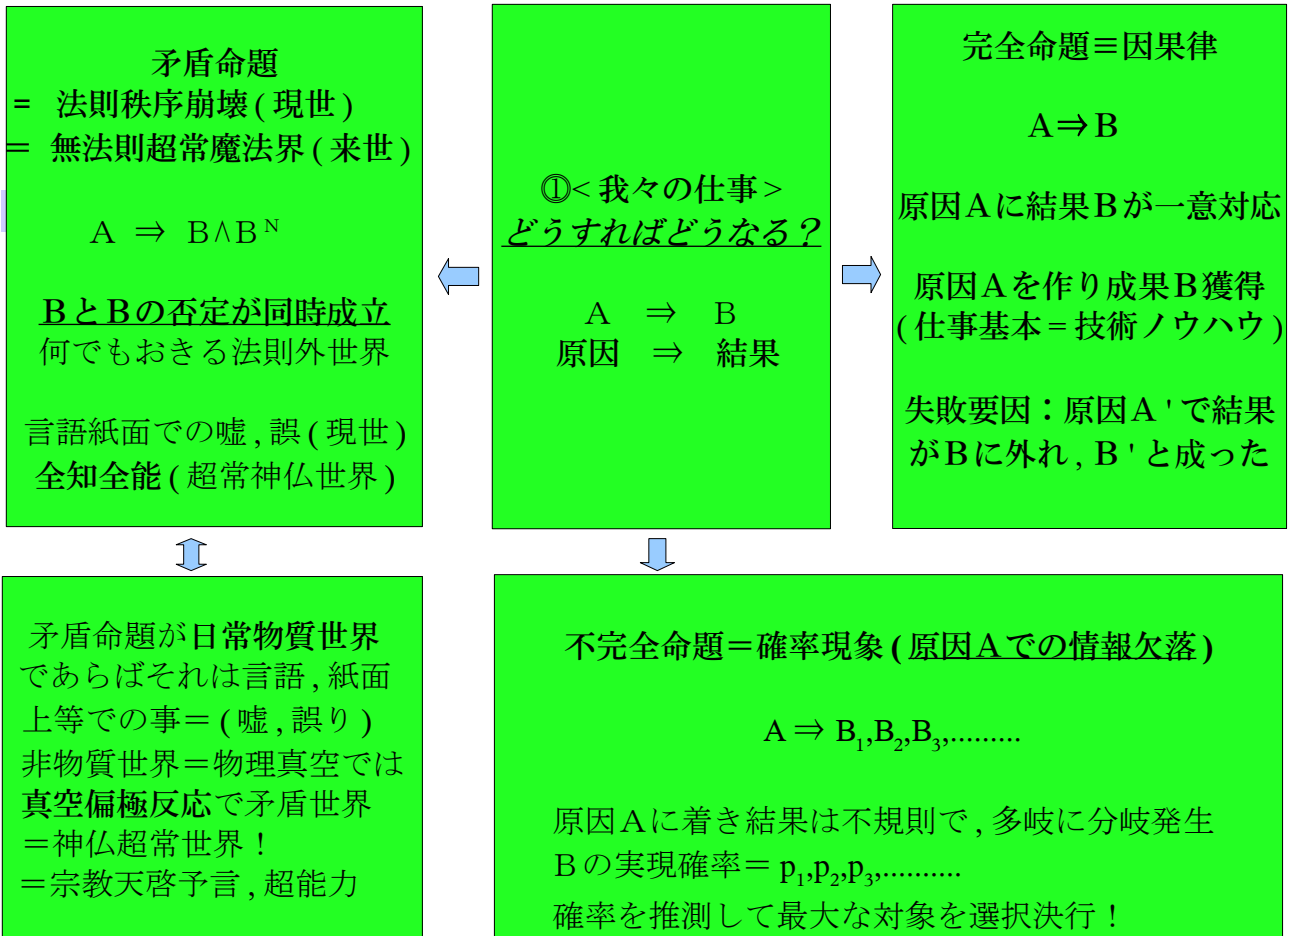 矛盾命題
= 法則秩序崩壊(現世)
= 無法則超常魔法界(来世)
A ⇒ B∧Bᴺ
BとBの否定が同時成立
何でもおきる法則外世界
言語紙面での嘘,誤(現世)
全知全能(超常神仏世界)
①<我々の仕事>
どうすればどうなる?
A ⇒ B
原因 ⇒ 結果
完全命題≡因果律
A⇒B
原因Aに結果Bが一意対応
原因Aを作り成果B獲得
(仕事基本=技術ノウハウ)
失敗要因:原因A'で結果
がBに外れ,B'と成った
矛盾命題が日常物質世界
であらばそれは言語,紙面
上等での事=(嘘,誤り)
非物質世界=物理真空では
真空偏極反応で矛盾世界
=神仏超常世界!
=宗教天啓予言,超能力
不完全命題=確率現象(原因Aでの情報欠落)
A⇒ B₁,B₂,B₃,.........
原因Aに着き結果は不規則で,多岐に分岐発生
Bの実現確率= p₁,p₂,p₃,..........
確率を推測して最大な対象を選択決行!